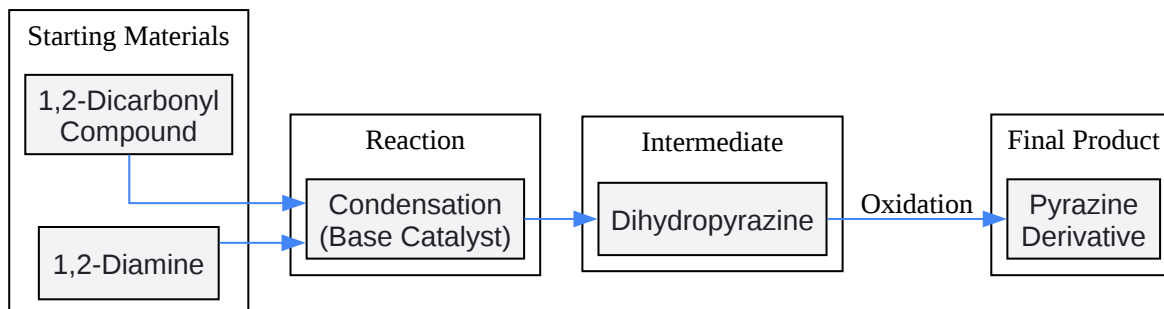 Starting Materials
1,2-Dicarbonyl
Compound
1,2-Diamine
Reaction
Condensation
(Base Catalyst)
Intermediate
Dihydropyrazine
Oxidation
Final Product
Pyrazine
Derivative